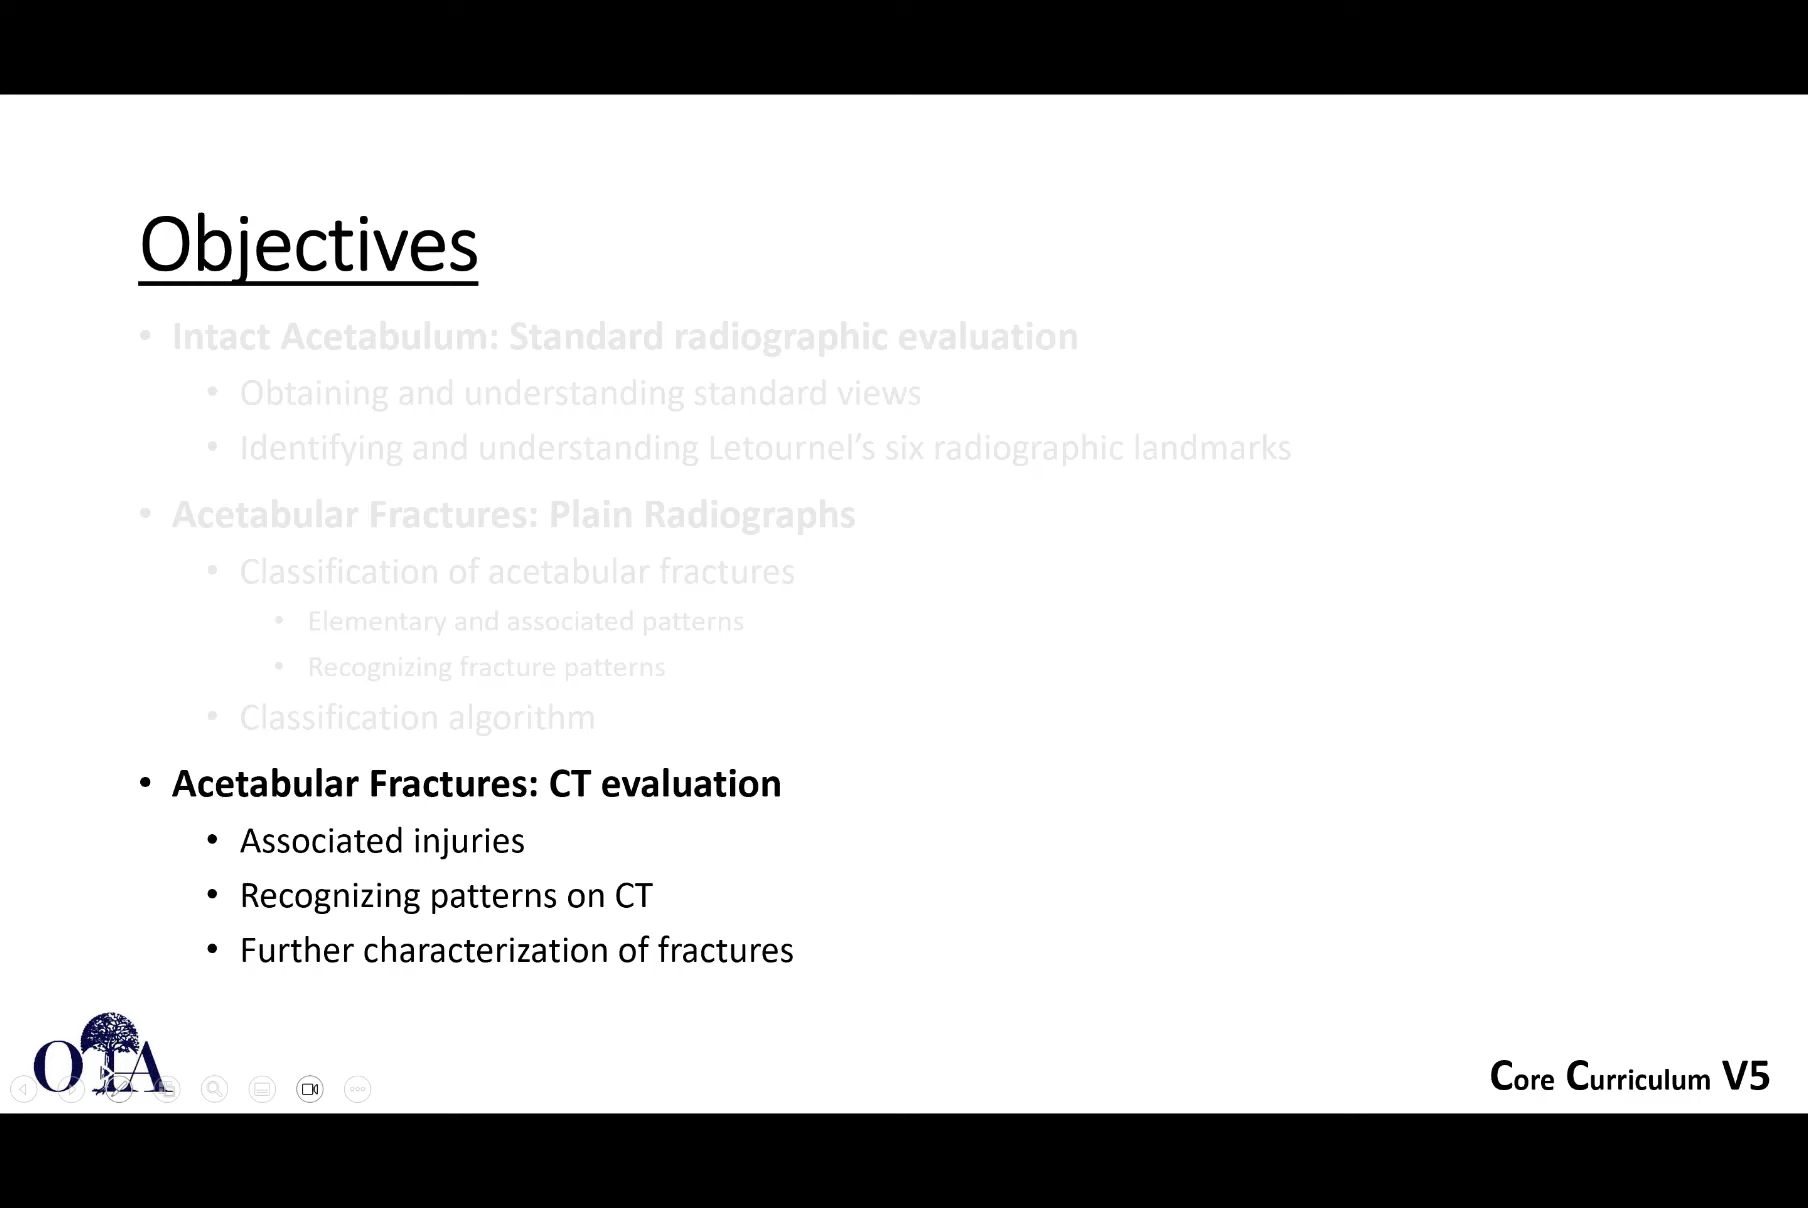 Objectives
• Intact Acetabulum: Standard radiographic evaluation
• Obtaining and understanding standard views
• Identifying and understanding Letournel’s six radiographic landmarks
• Acetabular Fractures: Plain Radiographs
• Classification of acetabular fractures
• Elementary and associated patterns
• Recognizing fracture patterns
• Classification algorithm
• Acetabular Fractures: CT evaluation
• Associated injuries
• Recognizing patterns on CT
• Further characterization of fractures
OTA
Core Curriculum V5